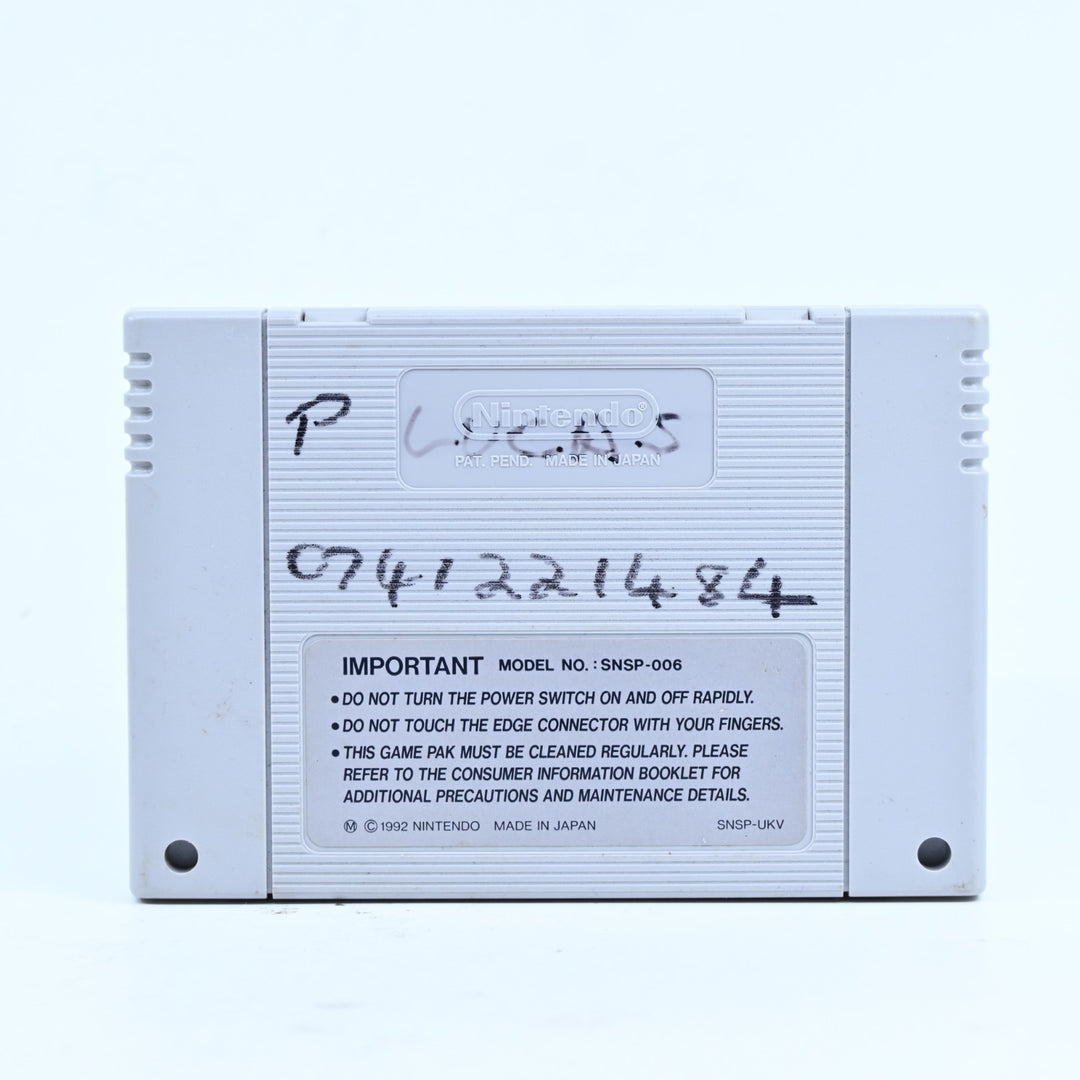 P LUCAS
Nintendo®
PAT. PEND. MADE IN JAPAN
0741221484
IMPORTANT MODEL NO. : SNSP-006
● DO NOT TURN THE POWER SWITCH ON AND OFF RAPIDLY.
● DO NOT TOUCH THE EDGE CONNECTOR WITH YOUR FINGERS.
● THIS GAME PAK MUST BE CLEANED REGULARLY. PLEASE
REFER TO THE CONSUMER INFORMATION BOOKLET FOR
ADDITIONAL PRECAUTIONS AND MAINTENANCE DETAILS.
Ⓜ © 1992 NINTENDO MADE IN JAPAN SNSP-UKV